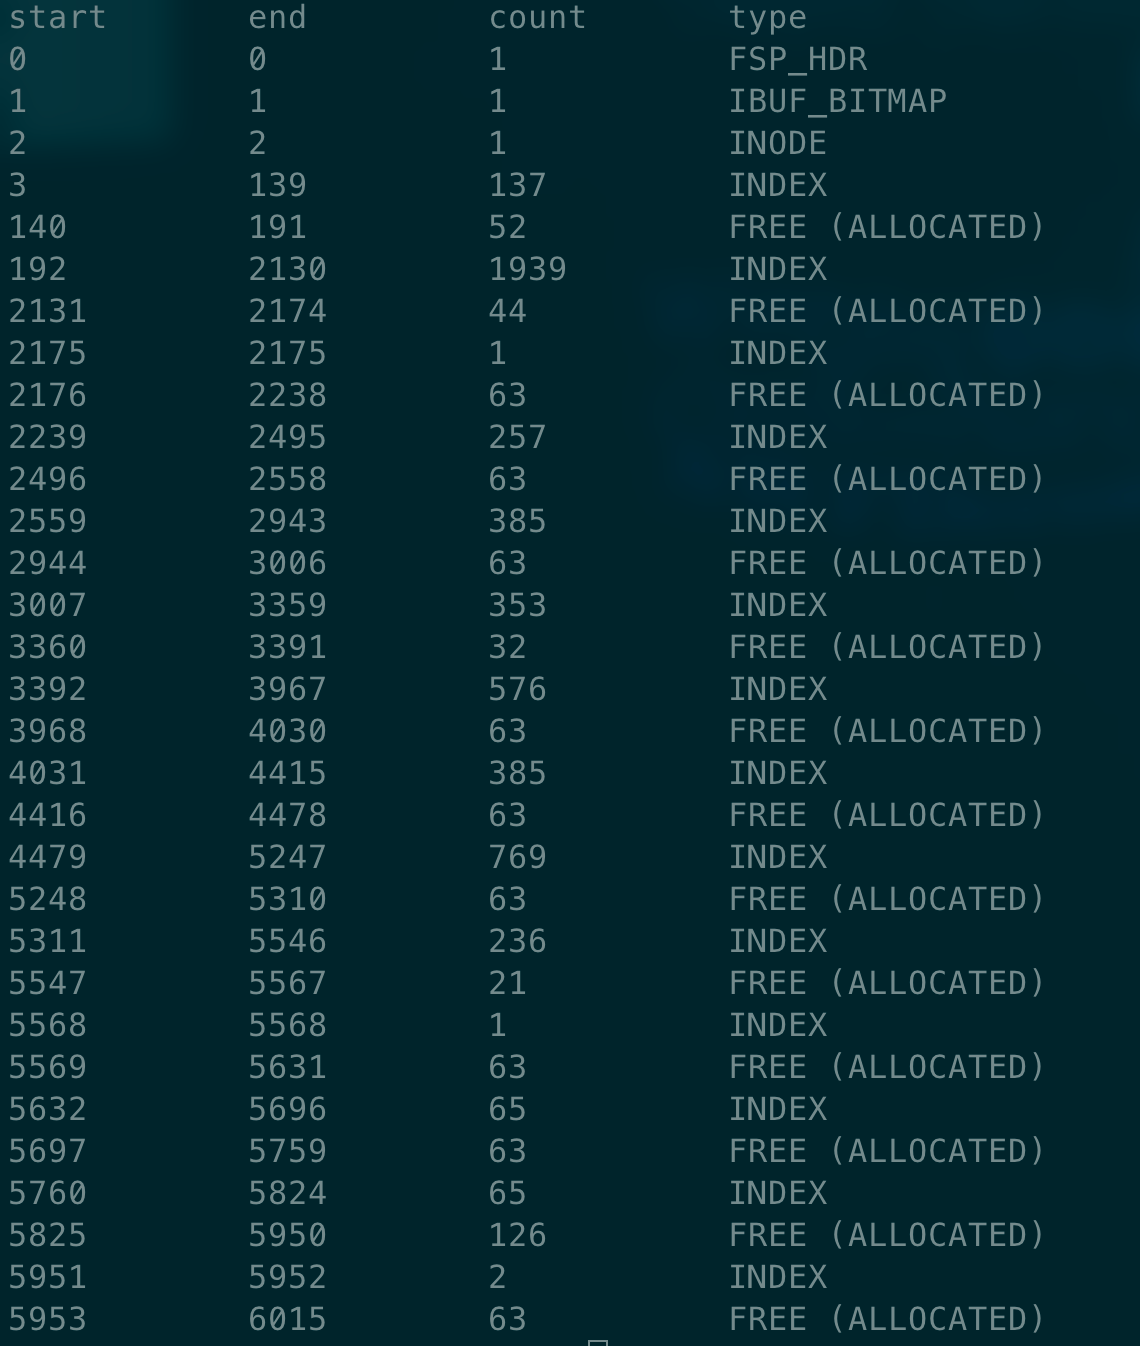 start end count type
0 0 1 FSP_HDR
1 1 1 IBUF_BITMAP
2 2 1 INODE
3 139 137 INDEX
140 191 52 FREE (ALLOCATED)
192 2130 1939 INDEX
2131 2174 44 FREE (ALLOCATED)
2175 2175 1 INDEX
2176 2238 63 FREE (ALLOCATED)
2239 2495 257 INDEX
2496 2558 63 FREE (ALLOCATED)
2559 2943 385 INDEX
2944 3006 63 FREE (ALLOCATED)
3007 3359 353 INDEX
3360 3391 32 FREE (ALLOCATED)
3392 3967 576 INDEX
3968 4030 63 FREE (ALLOCATED)
4031 4415 385 INDEX
4416 4478 63 FREE (ALLOCATED)
4479 5247 769 INDEX
5248 5310 63 FREE (ALLOCATED)
5311 5546 236 INDEX
5547 5567 21 FREE (ALLOCATED)
5568 5568 1 INDEX
5569 5631 63 FREE (ALLOCATED)
5632 5696 65 INDEX
5697 5759 63 FREE (ALLOCATED)
5760 5824 65 INDEX
5825 5950 126 FREE (ALLOCATED)
5951 5952 2 INDEX
5953 6015 63 FREE (ALLOCATED)